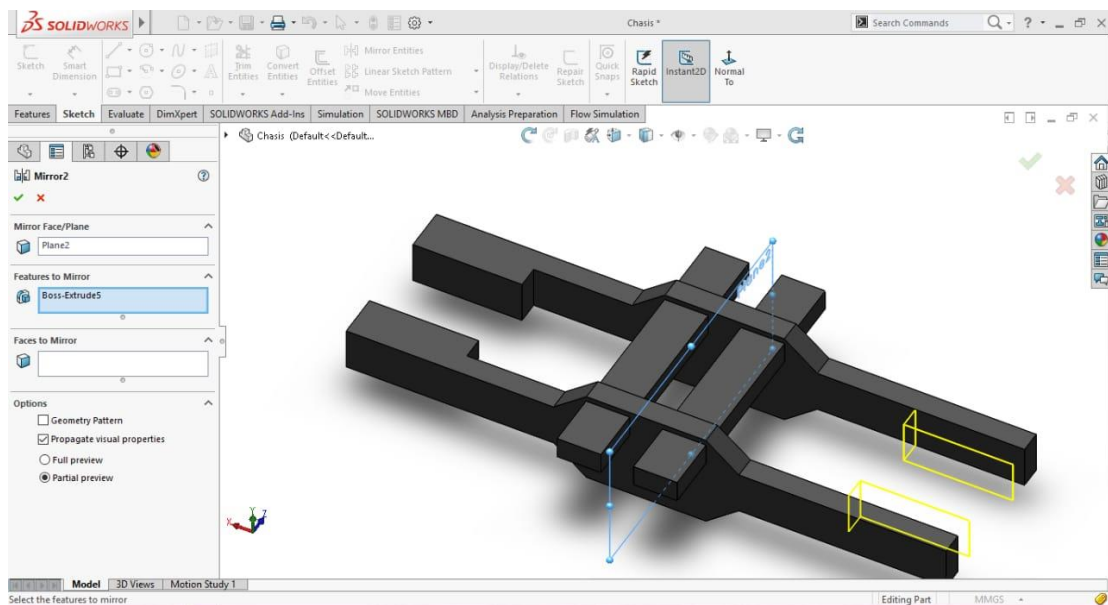 SOLIDWORKS
Chasis *
Search Commands
Sketch
Smart Dimension
Trim Entities
Convert Entities
Offset Entities
Mirror Entities
Linear Sketch Pattern
Move Entities
Display/Delete Relations
Repair Sketch
Quick Snaps
Rapid Sketch
Instant2D
Normal To
Features Sketch Evaluate DimXpert SOLIDWORKS Add-Ins Simulation SOLIDWORKS MBD Analysis Preparation Flow Simulation
Chasis (Default<<Default...
Mirror2
Mirror Face/Plane
Plane2
Features to Mirror
Boss-Extrude5
Faces to Mirror
Options
Geometry Pattern
Propagate visual properties
Full preview
Partial preview
Plane2
X Y Z
Model 3D Views Motion Study 1
Select the features to mirror
Editing Part MMGS